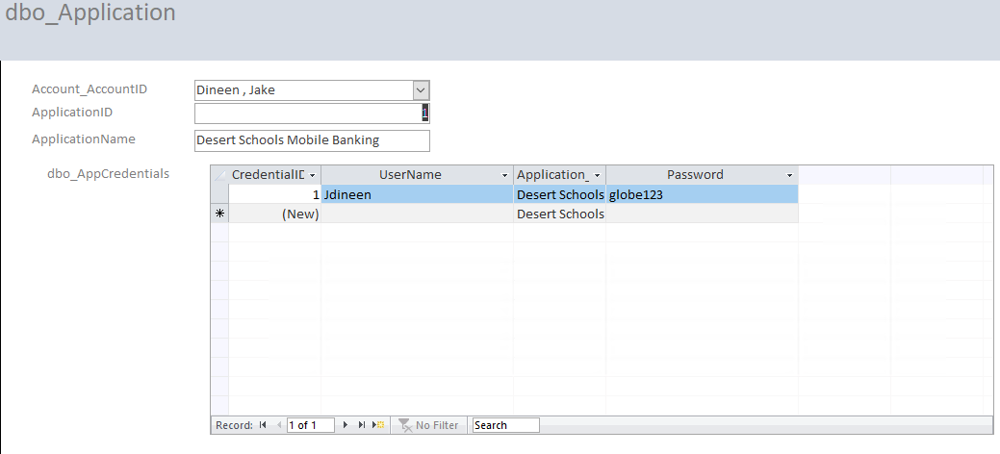 dbo_Application
Account_AccountID Dineen , Jake
ApplicationID 1
ApplicationName Desert Schools Mobile Banking
dbo_AppCredentials
CredentialID UserName Application_ Password
1 Jdineen Desert Schools globe123
* (New) Desert Schools
Record: 1 of 1 No Filter Search